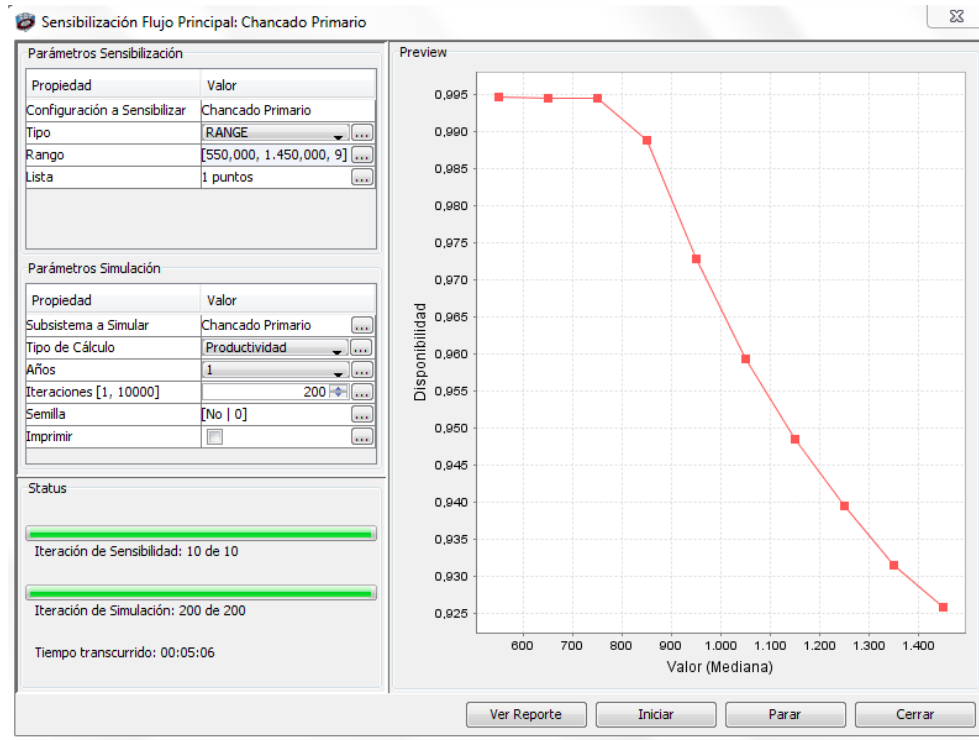 Sensibilización Flujo Principal: Chancado Primario
Parámetros Sensibilización
Propiedad Valor
Configuración a Sensibilizar Chancado Primario
Tipo RANGE ...
Rango [550,000, 1.450,000, 9] ...
Lista 1 puntos ...
Parámetros Simulación
Propiedad Valor
Subsistema a Simular Chancado Primario ...
Tipo de Cálculo Productividad ...
Años 1 ...
Iteraciones [1, 10000] 200 ...
Semilla [No | 0] ...
Imprimir ...
Status
Iteración de Sensibilidad: 10 de 10
Iteración de Simulación: 200 de 200
Tiempo transcurrido: 00:05:06
Preview
0,995
0,990
0,985
0,980
0,975
0,970
0,965
0,960
0,955
0,950
0,945
0,940
0,935
0,930
0,925
Disponibilidad
600 700 800 900 1.000 1.100 1.200 1.300 1.400
Valor (Mediana)
Ver Reporte Iniciar Parar Cerrar